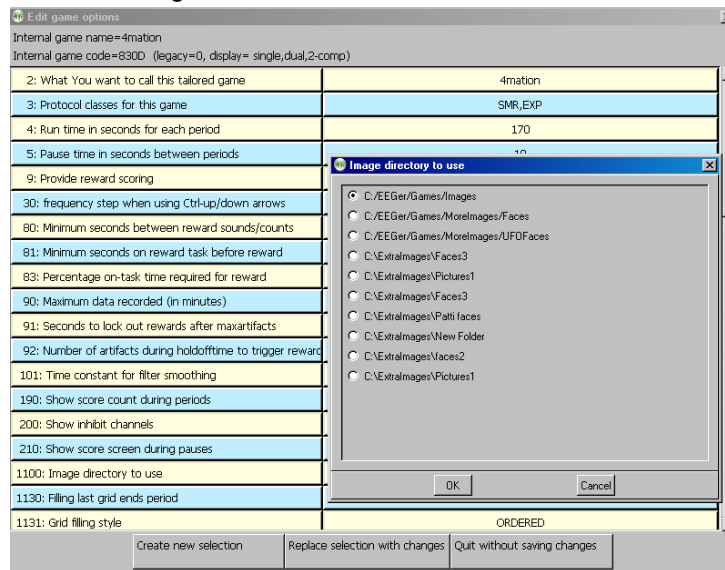 Edit game options
Internal game name=4mation
Internal game code=830D (legacy=0, display= single,dual,2-comp)
2: What You want to call this tailored game 4mation
3: Protocol classes for this game SMR,EXP
4: Run time in seconds for each period 170
5: Pause time in seconds between periods
9: Provide reward scoring
30: frequency step when using Ctrl-up/down arrows
80: Minimum seconds between reward sounds/counts
81: Minimum seconds on reward task before reward
83: Percentage on-task time required for reward
90: Maximum data recorded (in minutes)
91: Seconds to lock out rewards after maxartifacts
92: Number of artifacts during holdofftime to trigger reward
101: Time constant for filter smoothing
190: Show score count during periods
200: Show inhibit channels
210: Show score screen during pauses
1100: Image directory to use
1130: Filling last grid ends period
1131: Grid filling style ORDERED
Create new selection Replace selection with changes Quit without saving changes
Image directory to use
C:/EEGer/Games/Images
C:/EEGer/Games/MoreImages/Faces
C:/EEGer/Games/MoreImages/UFOFaces
C:\ExtraImages\Faces3
C:\ExtraImages\Pictures1
C:\ExtraImages\Faces3
C:\ExtraImages\Patti faces
C:\ExtraImages\New Folder
C:\ExtraImages\faces2
C:\ExtraImages\Pictures1
OK Cancel